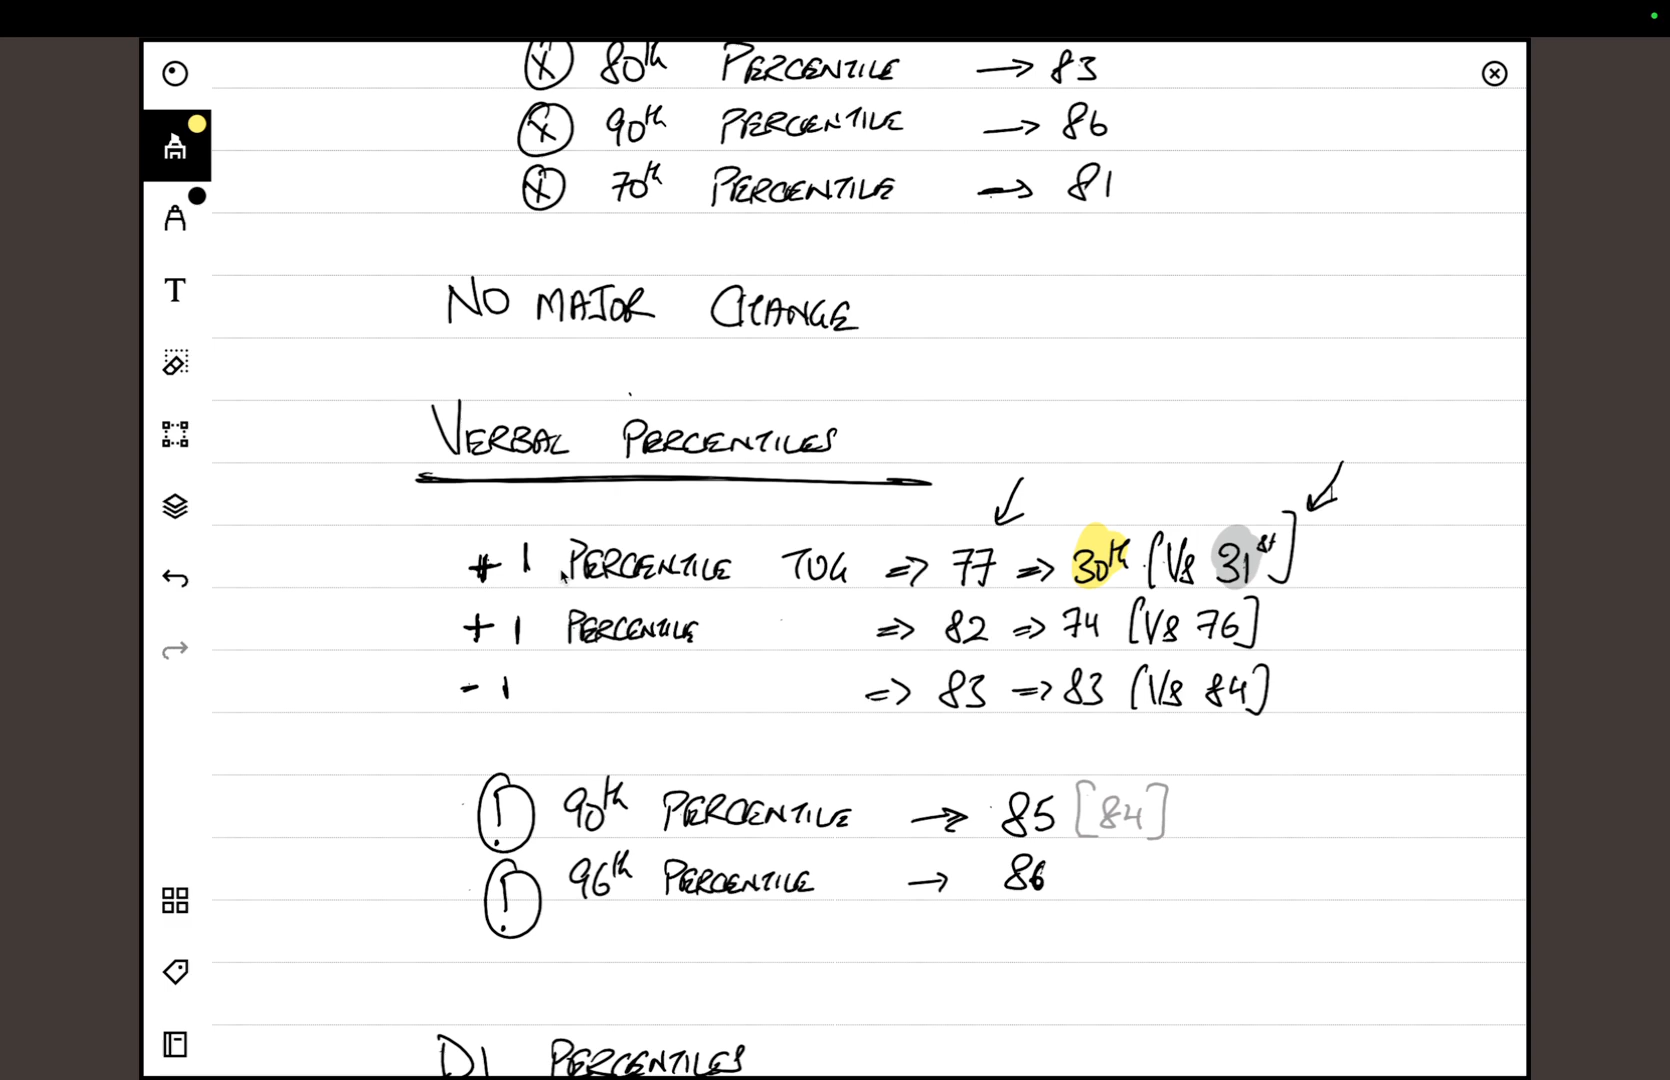 80th PERCENTILE → 83
90th PERCENTILE → 86
70th PERCENTILE → 81
NO MAJOR CHANGE
VERBAL PERCENTILES
+ 1 PERCENTILE TOG => 77 => 30th [Vs 31st]
+ 1 PERCENTILE => 82 => 74 [Vs 76]
- 1 => 83 => 83 [Vs 84]
! 90th PERCENTILE → 85 [84]
! 96th PERCENTILE → 86
DI PERCENTILES